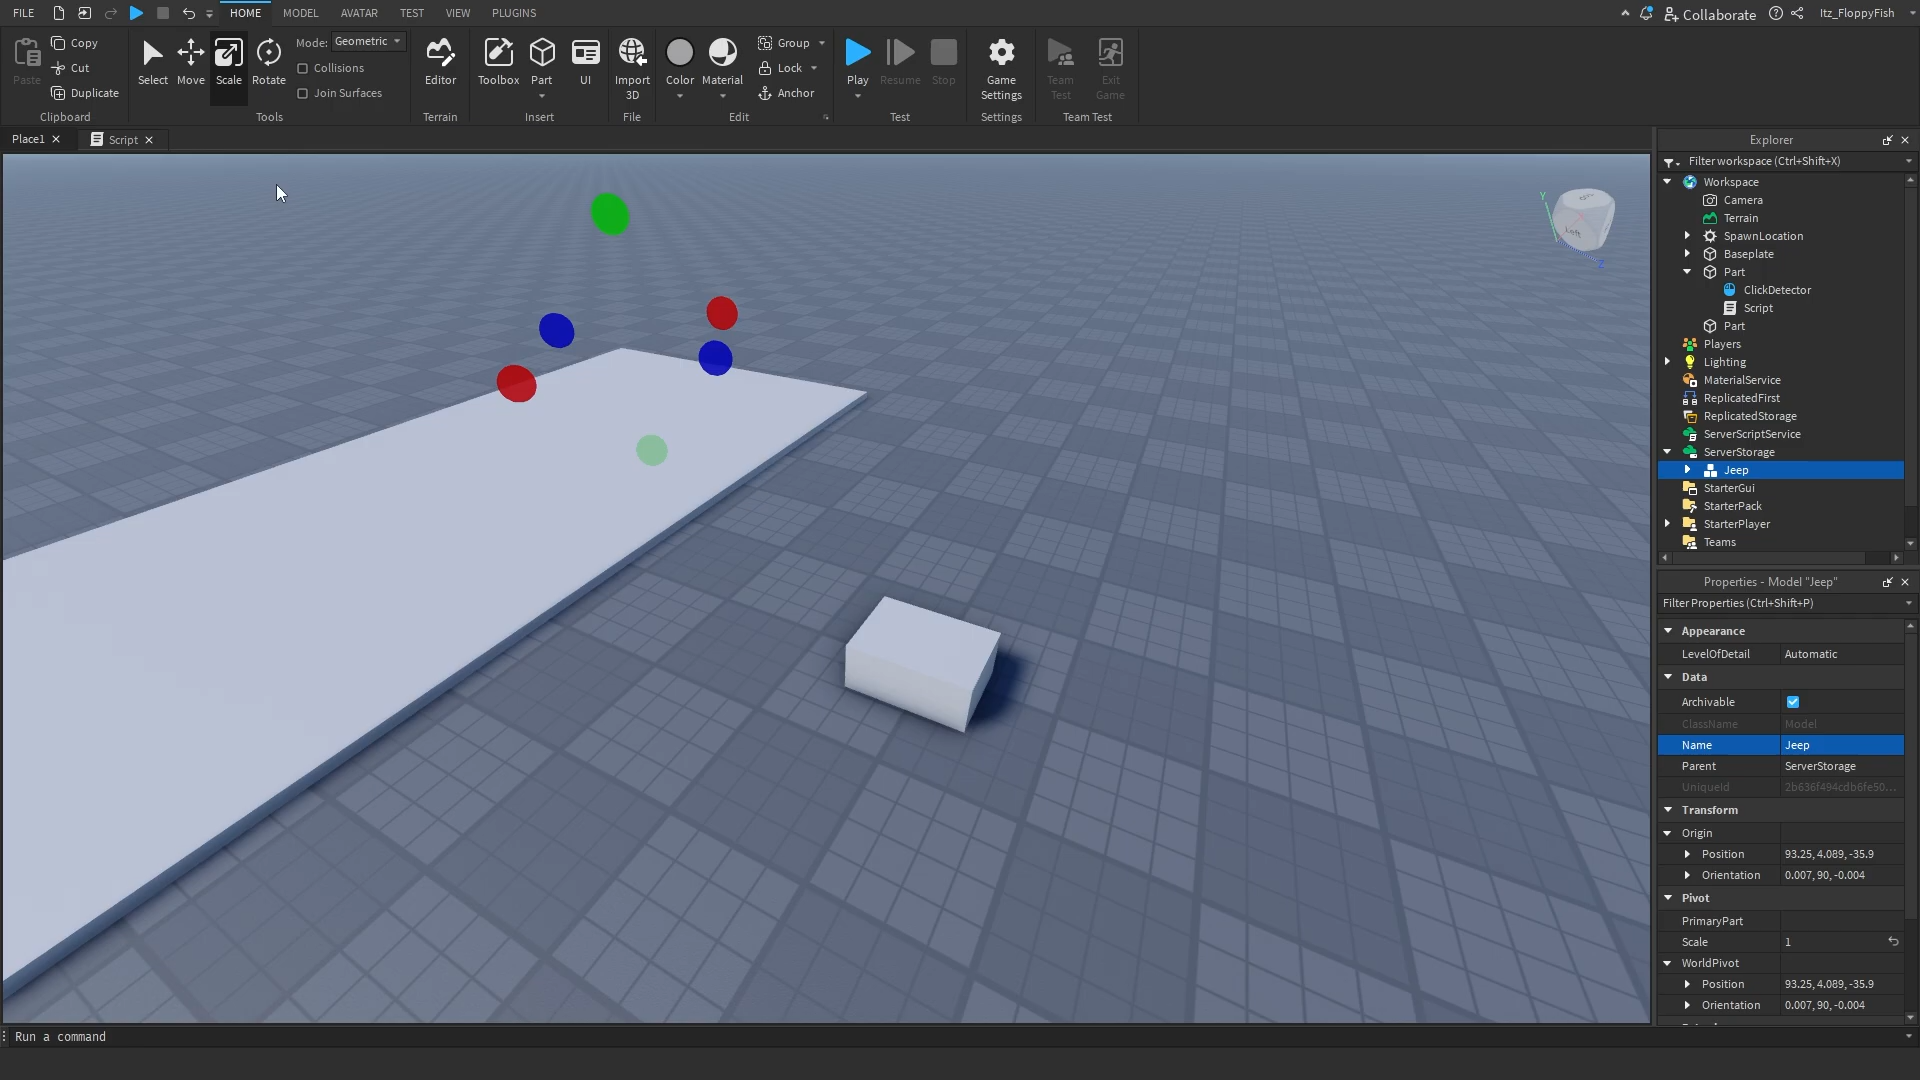 FILE HOME MODEL AVATAR TEST VIEW PLUGINS Collaborate Itz_FloppyFish
Paste Copy Cut Duplicate
Clipboard
Select Move Scale Rotate Mode: Geometric
Collisions
Join Surfaces
Tools
Editor
Terrain
Toolbox Part UI
Insert
Import
3D
File
Color Material Group
Lock
Anchor
Edit
Play Resume Stop
Test
Game
Settings
Settings
Team
Test
Exit
Game
Team Test
Place1 Script
Y
Left
Z
Explorer
Filter workspace (Ctrl+Shift+X)
Workspace
Camera
Terrain
SpawnLocation
Baseplate
Part
ClickDetector
Script
Part
Players
Lighting
MaterialService
ReplicatedFirst
ReplicatedStorage
ServerScriptService
ServerStorage
Jeep
StarterGui
StarterPack
StarterPlayer
Teams
Properties - Model "Jeep"
Filter Properties (Ctrl+Shift+P)
Appearance
LevelOfDetail Automatic
Data
Archivable
ClassName Model
Name Jeep
Parent ServerStorage
UniqueId 2b636f494cdb6fe50...
Transform
Origin
Position 93.25, 4.089, -35.9
Orientation 0.007, 90, -0.004
Pivot
PrimaryPart
Scale 1
WorldPivot
Position 93.25, 4.089, -35.9
Orientation 0.007, 90, -0.004
Run a command